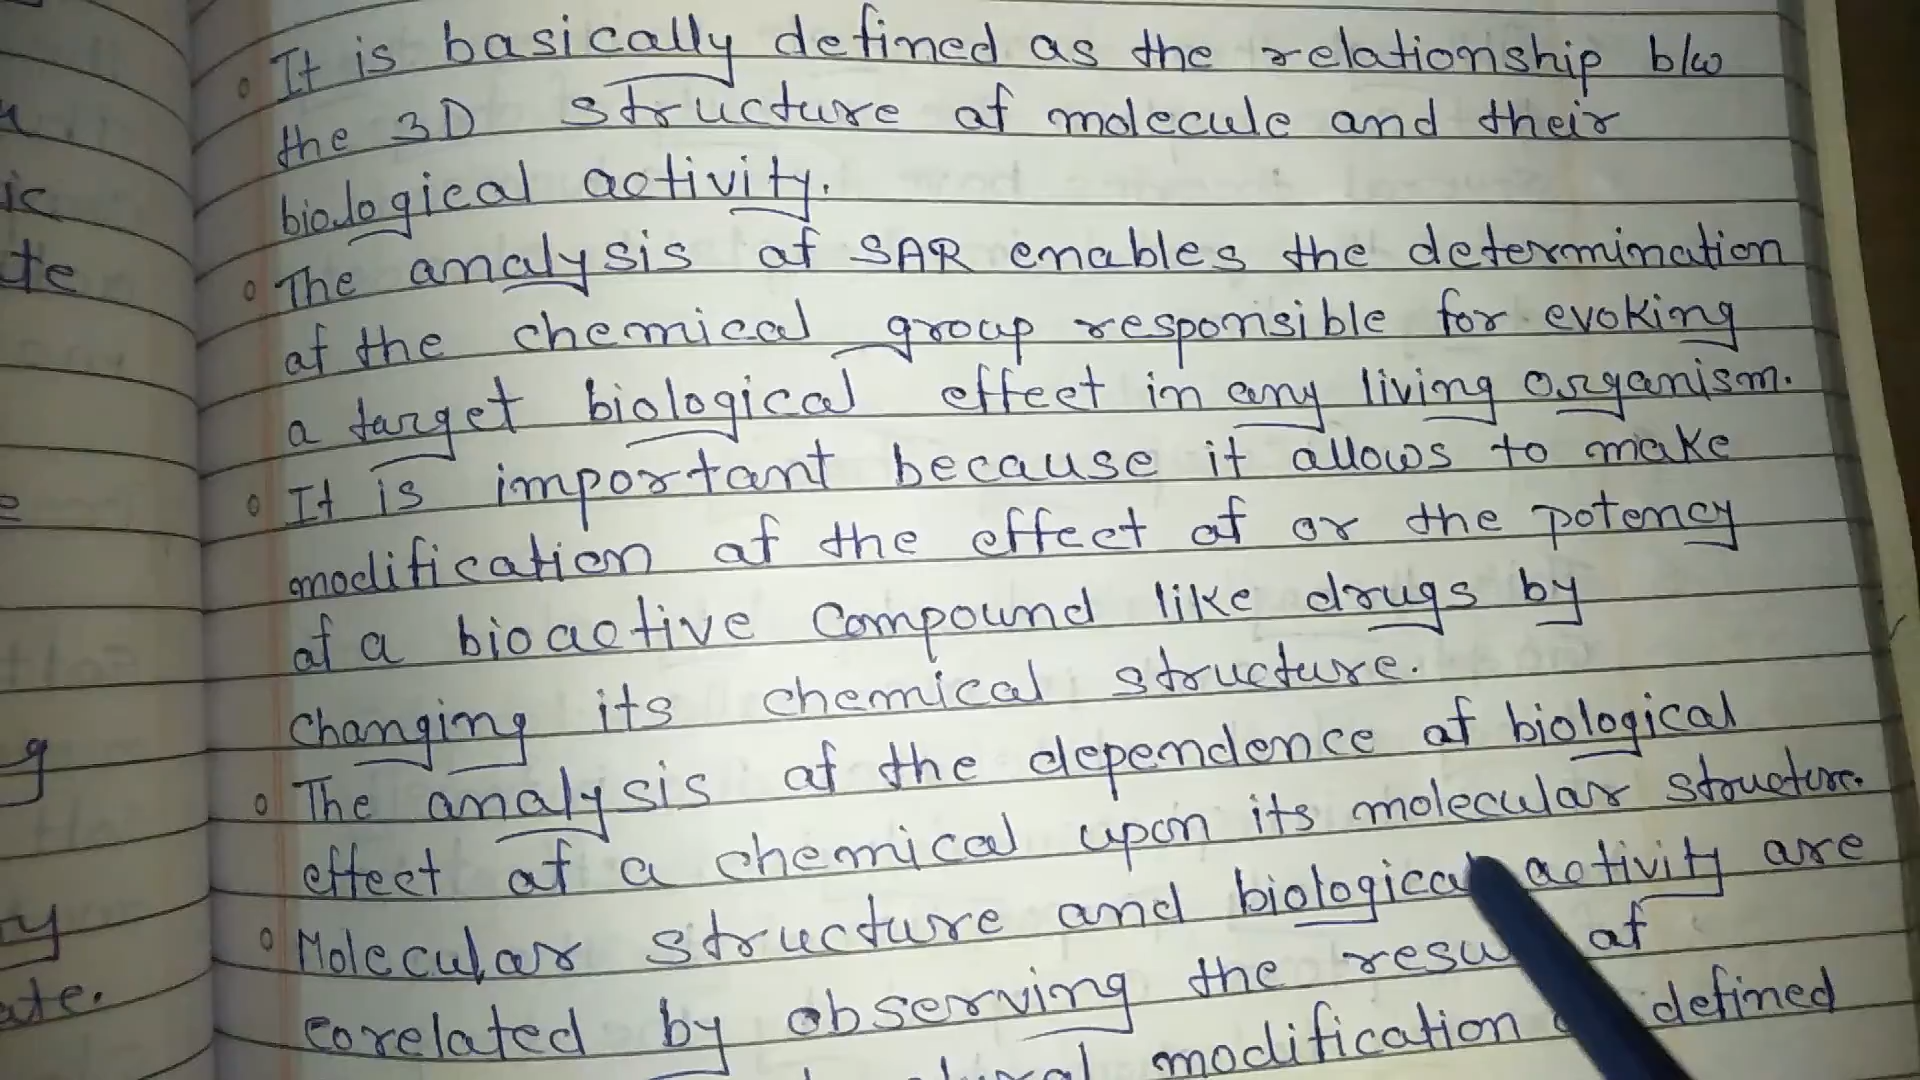 It is basically defined as the relationship b/w
the 3D structure of molecule and their
biological activity.
The analysis of SAR enables the determination
of the chemical group responsible for evoking
a target biological effect in any living organism.
It is important because it allows to make
modification of the effect of or the potency
of a bioactive compound like drugs by
changing its chemical structure.
The analysis of the dependence of biological
effect of a chemical upon its molecular structure.
Molecular structure and biological activity are
corelated by observing the of
modification defined